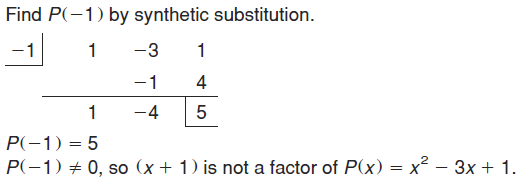 Find P(−1) by synthetic substitution.
−1 1 −3 1
−1 4
1 −4 5
P(−1) = 5
P(−1) ≠ 0, so (x + 1) is not a factor of P(x) = x² − 3x + 1.